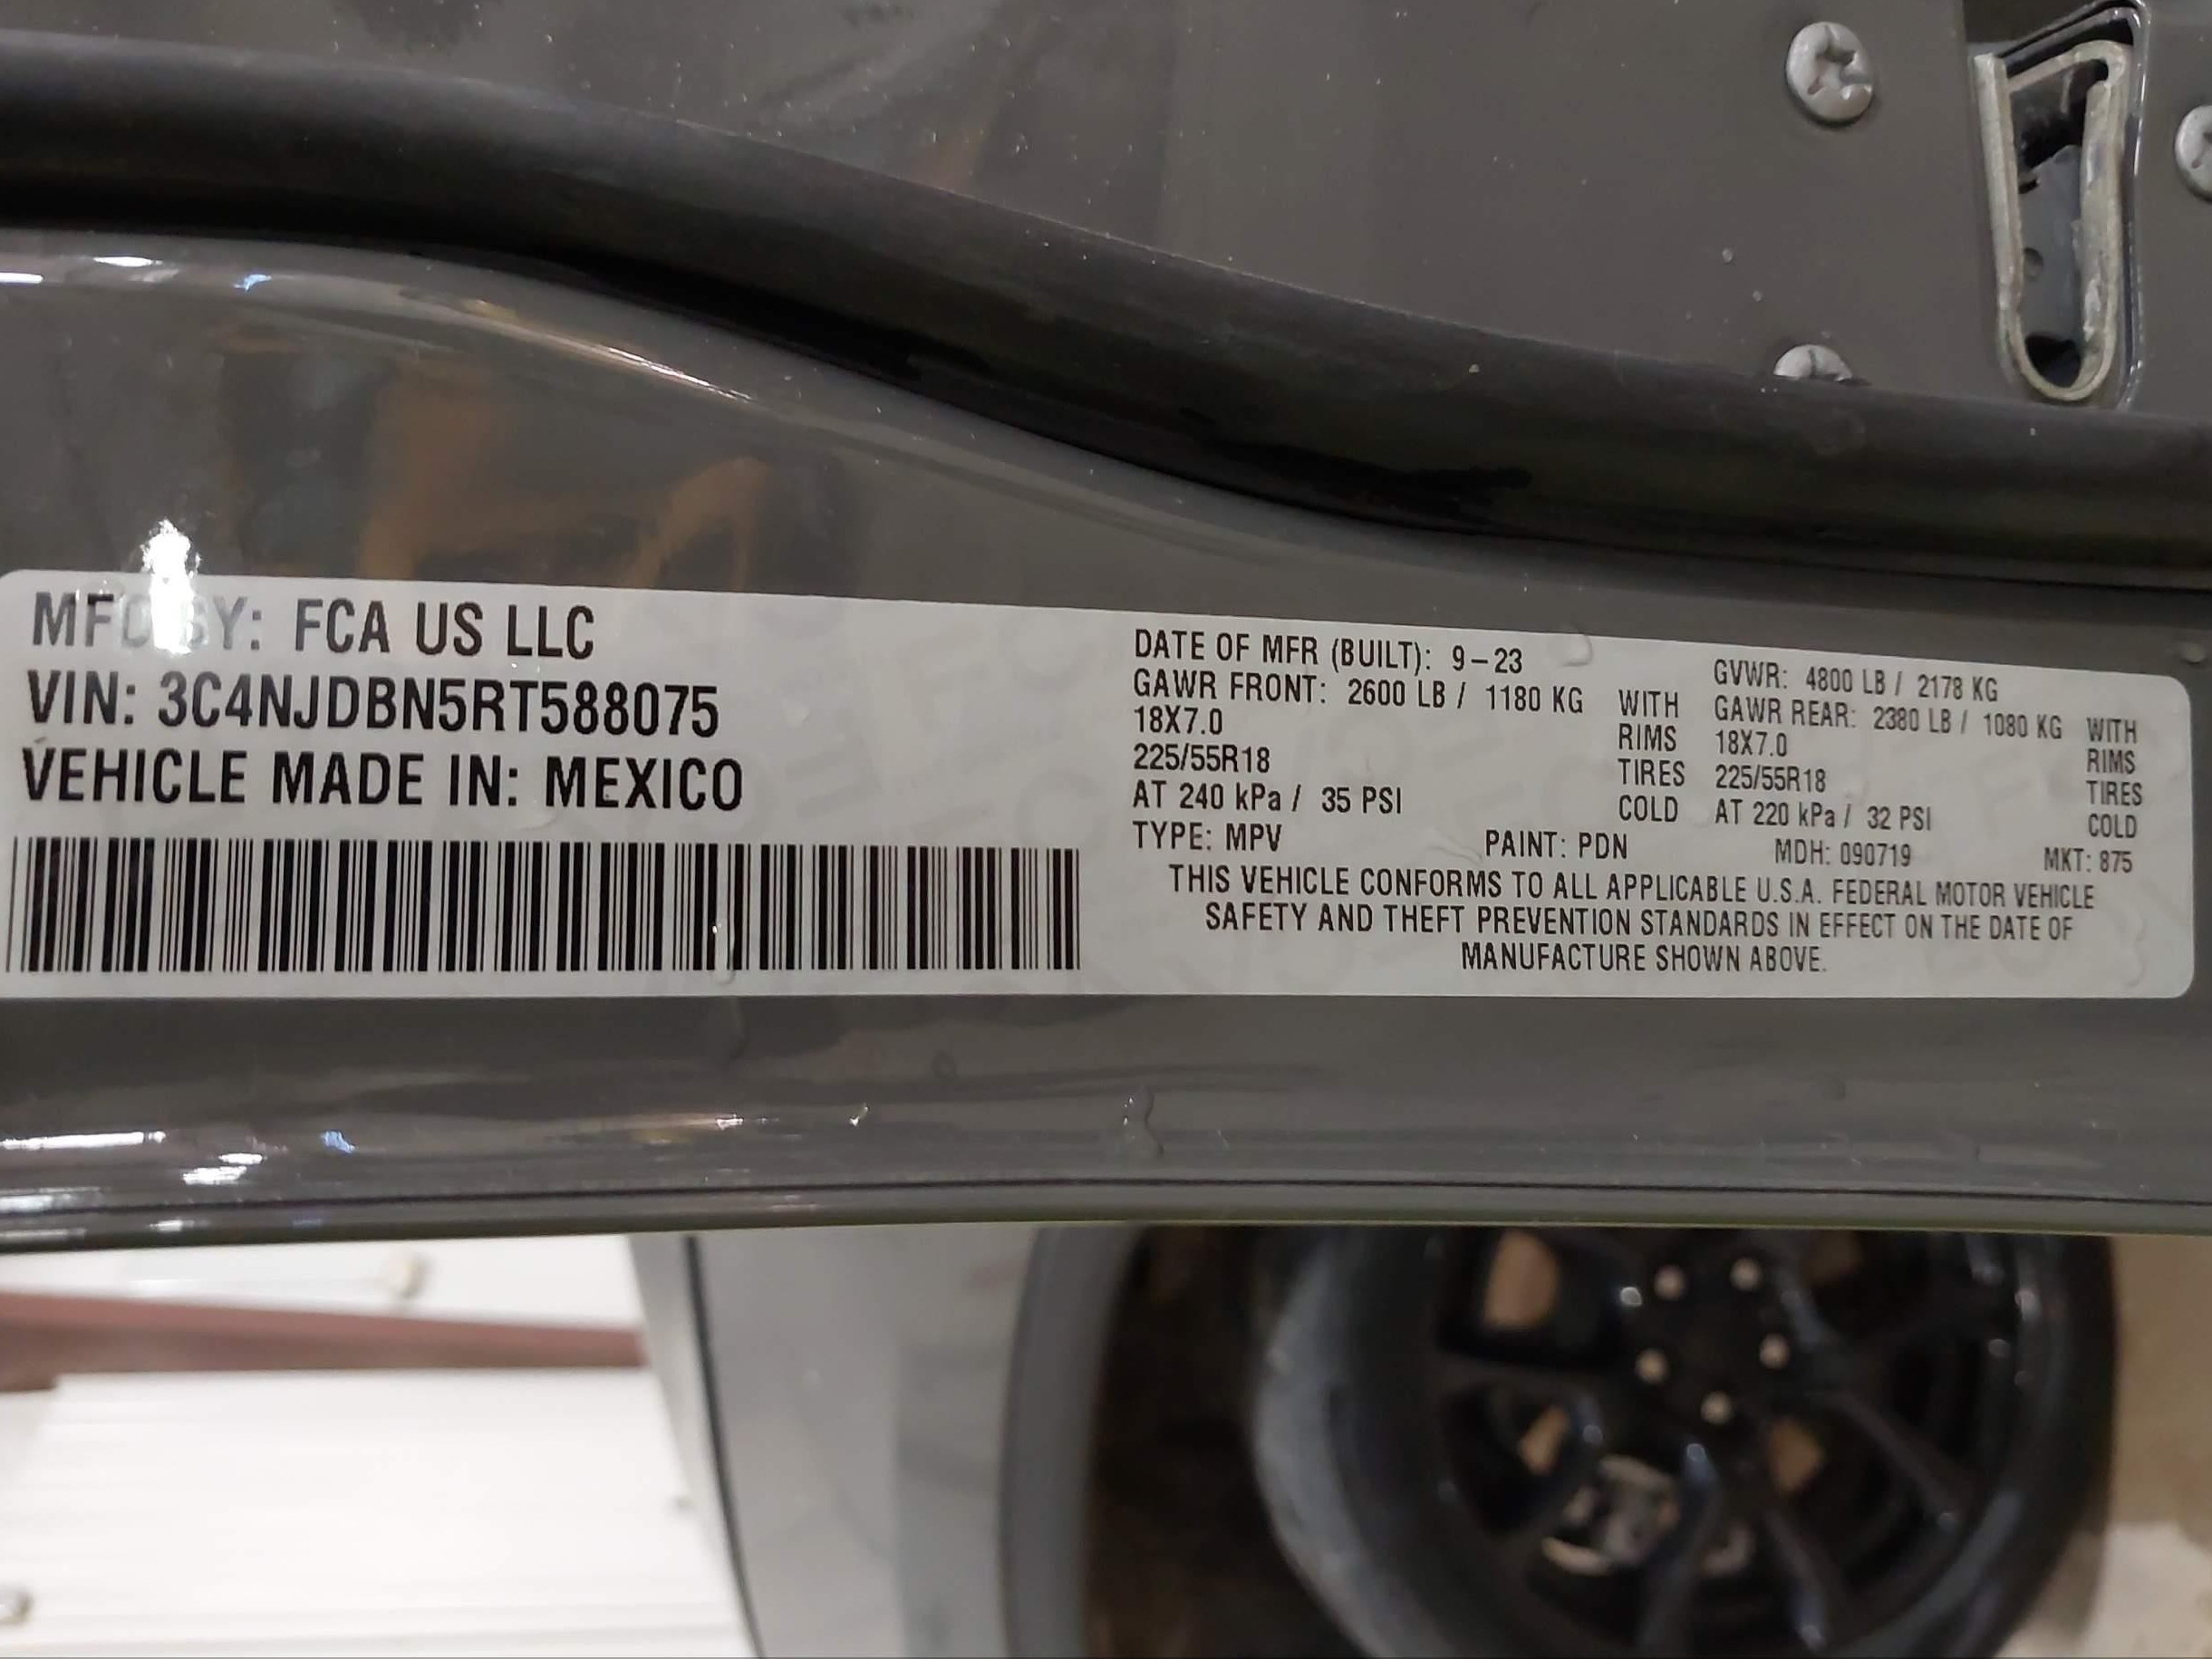 MFD BY: FCA US LLC
VIN: 3C4NJDBN5RT588075
VEHICLE MADE IN: MEXICO
DATE OF MFR (BUILT): 9-23
GVWR: 4800 LB / 2178 KG
GAWR FRONT: 2600 LB / 1180 KG WITH
18X7.0 RIMS
225/55R18 TIRES
AT 240 kPa / 35 PSI COLD
GAWR REAR: 2380 LB / 1080 KG WITH
18X7.0 RIMS
225/55R18 TIRES
AT 220 kPa / 32 PSI COLD
TYPE: MPV PAINT: PDN MDH: 090719 MKT: 875
THIS VEHICLE CONFORMS TO ALL APPLICABLE U.S.A. FEDERAL MOTOR VEHICLE
SAFETY AND THEFT PREVENTION STANDARDS IN EFFECT ON THE DATE OF
MANUFACTURE SHOWN ABOVE.